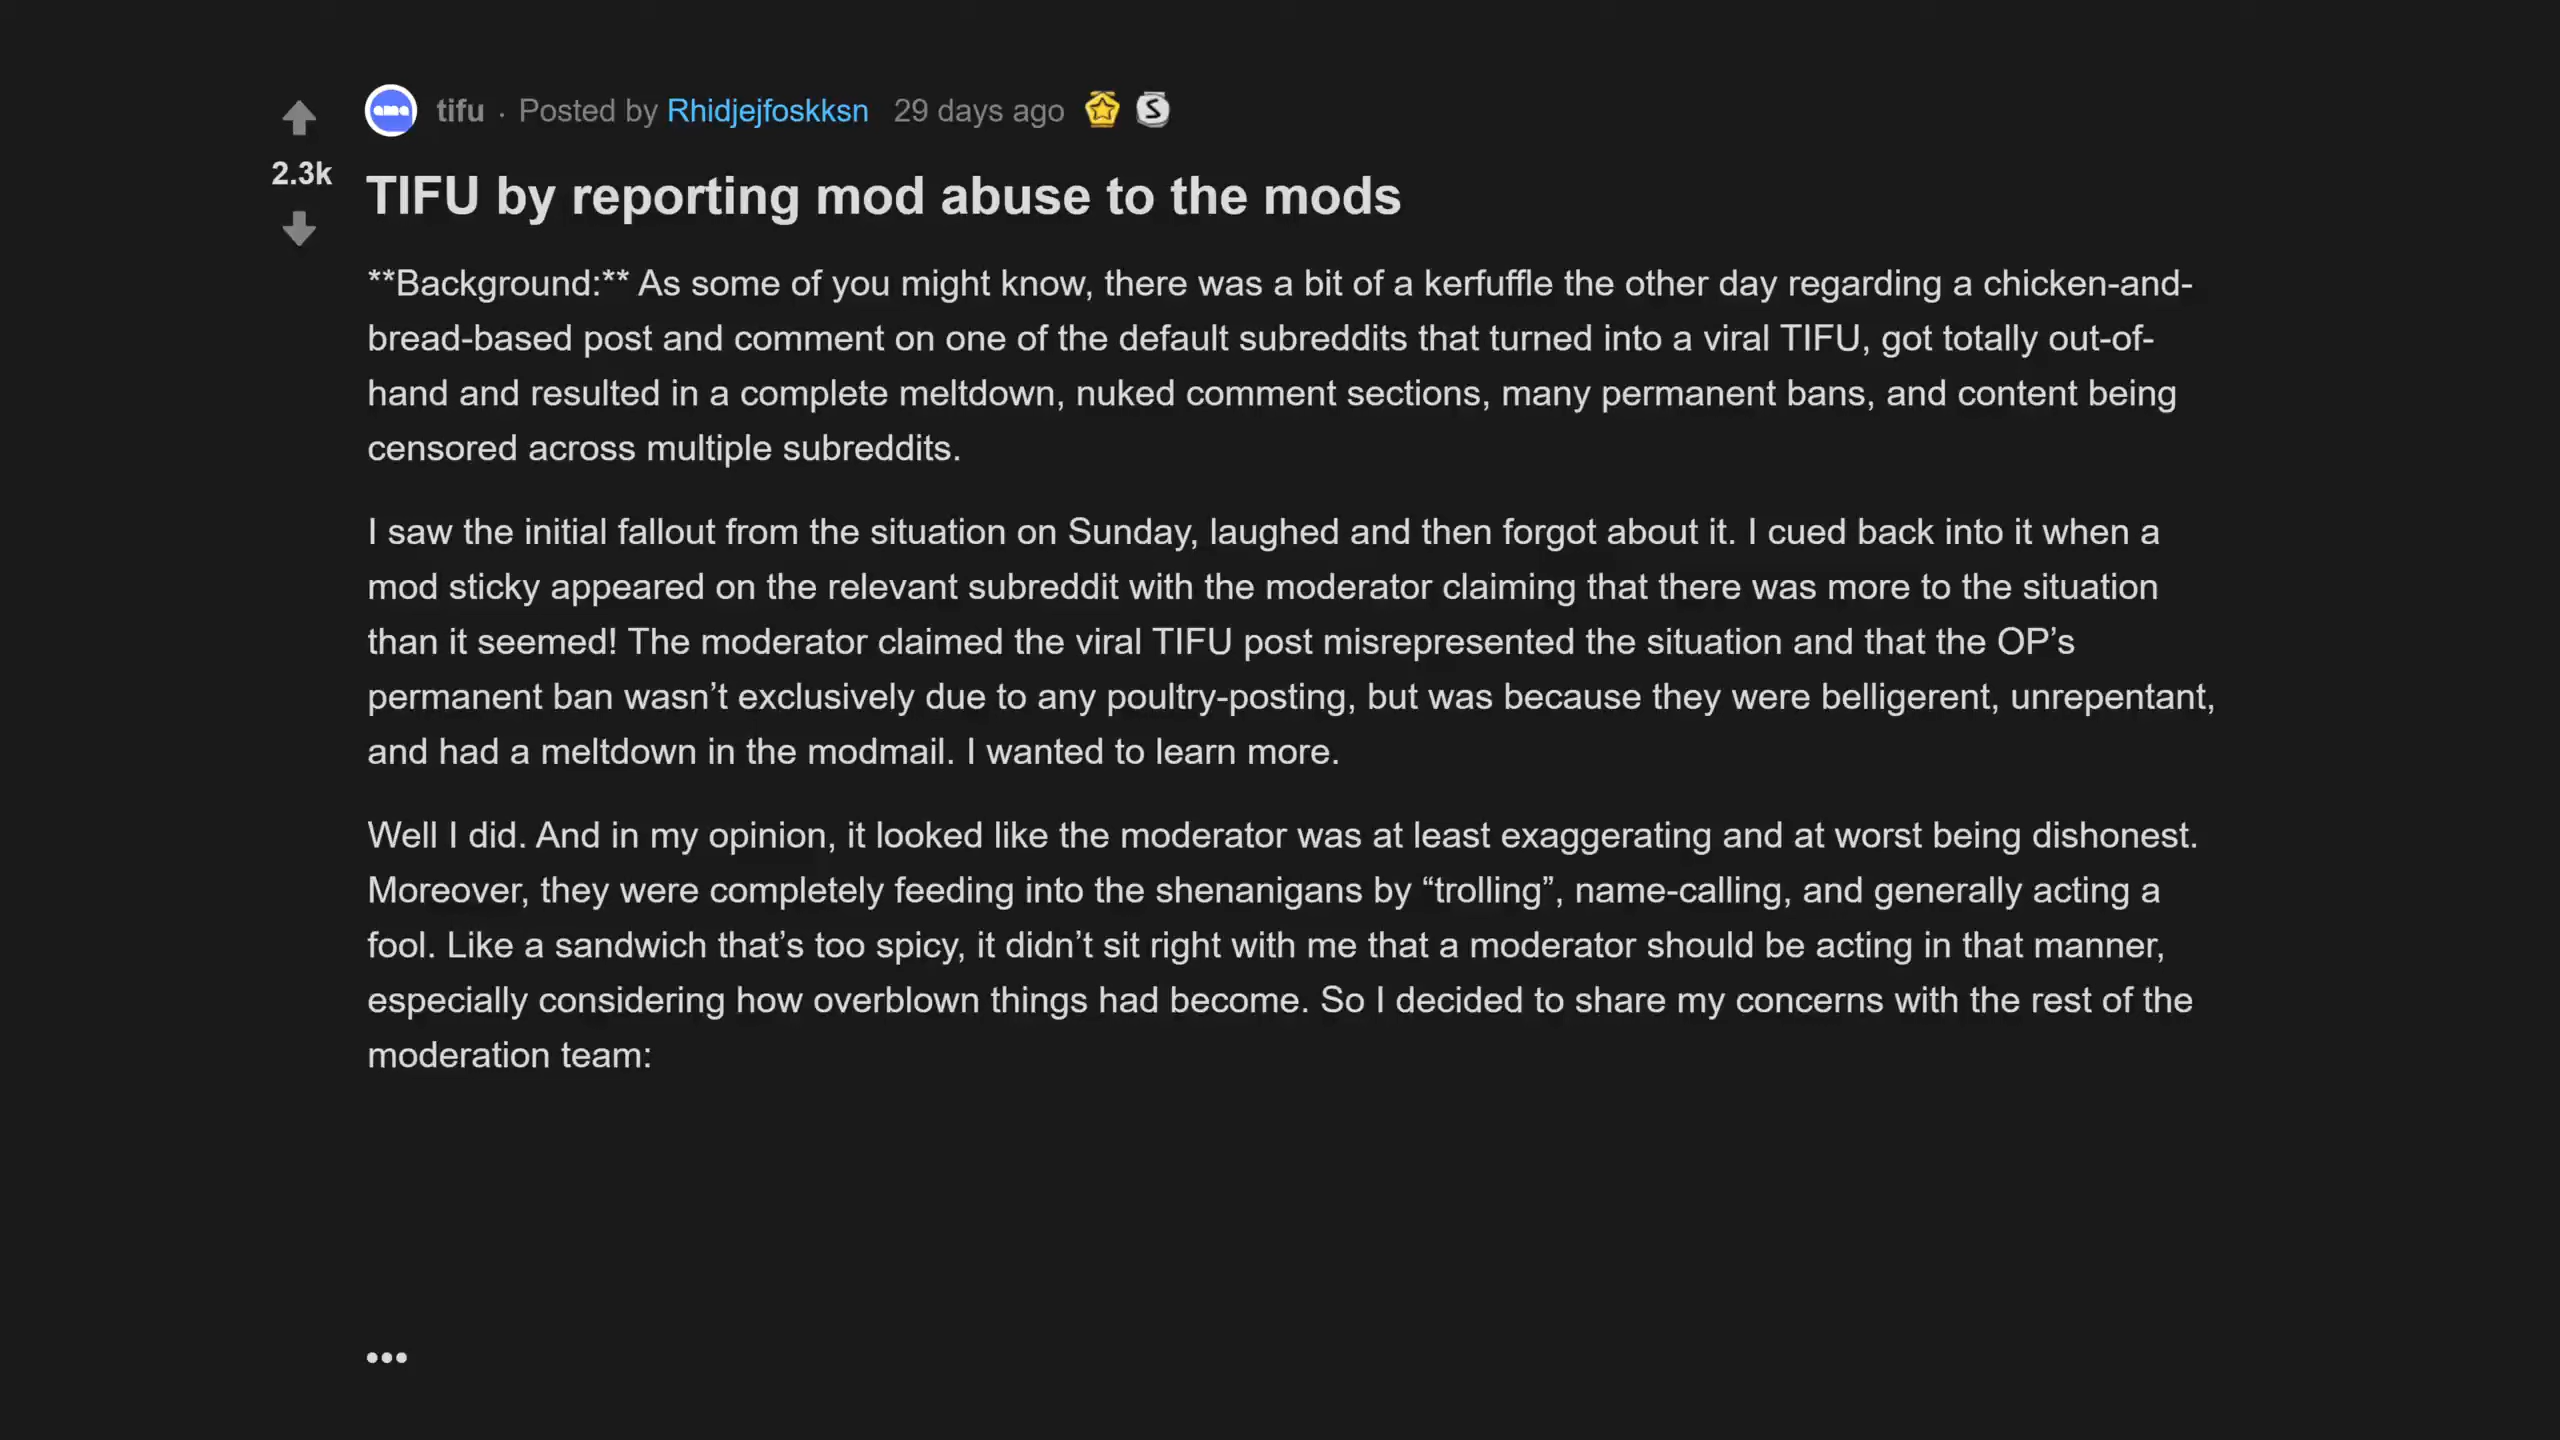 tifu · Posted by Rhidjejfoskksn 29 days ago
2.3k
TIFU by reporting mod abuse to the mods
**Background:** As some of you might know, there was a bit of a kerfuffle the other day regarding a chicken-and-
bread-based post and comment on one of the default subreddits that turned into a viral TIFU, got totally out-of-
hand and resulted in a complete meltdown, nuked comment sections, many permanent bans, and content being
censored across multiple subreddits.
I saw the initial fallout from the situation on Sunday, laughed and then forgot about it. I cued back into it when a
mod sticky appeared on the relevant subreddit with the moderator claiming that there was more to the situation
than it seemed! The moderator claimed the viral TIFU post misrepresented the situation and that the OP’s
permanent ban wasn’t exclusively due to any poultry-posting, but was because they were belligerent, unrepentant,
and had a meltdown in the modmail. I wanted to learn more.
Well I did. And in my opinion, it looked like the moderator was at least exaggerating and at worst being dishonest.
Moreover, they were completely feeding into the shenanigans by “trolling”, name-calling, and generally acting a
fool. Like a sandwich that’s too spicy, it didn’t sit right with me that a moderator should be acting in that manner,
especially considering how overblown things had become. So I decided to share my concerns with the rest of the
moderation team:
•••